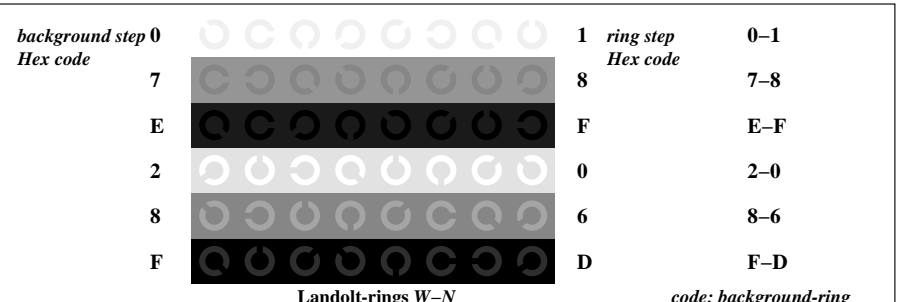 background step 0 1 ring step 0–1
Hex code Hex code
7 8 7–8
E F E–F
2 0 2–0
8 6 8–6
F D F–D
Landolt-rings W–N code: background-ring